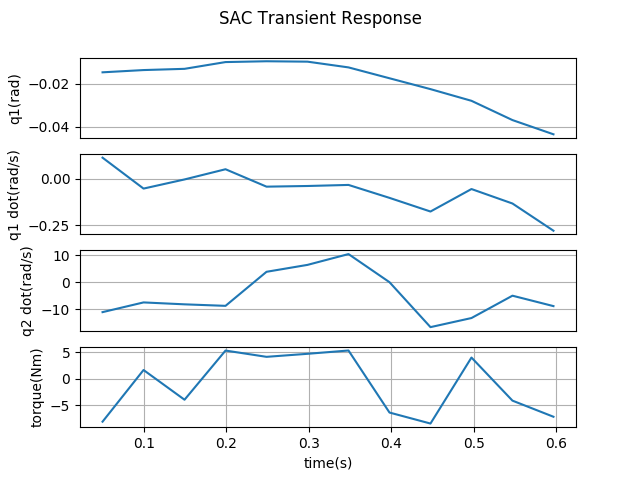 SAC Transient Response
q1(rad)
−0.02
−0.04
q1 dot(rad/s)
0.00
−0.25
q2 dot(rad/s)
10
0
−10
torque(Nm)
5
0
−5
0.1 0.2 0.3 0.4 0.5 0.6
time(s)